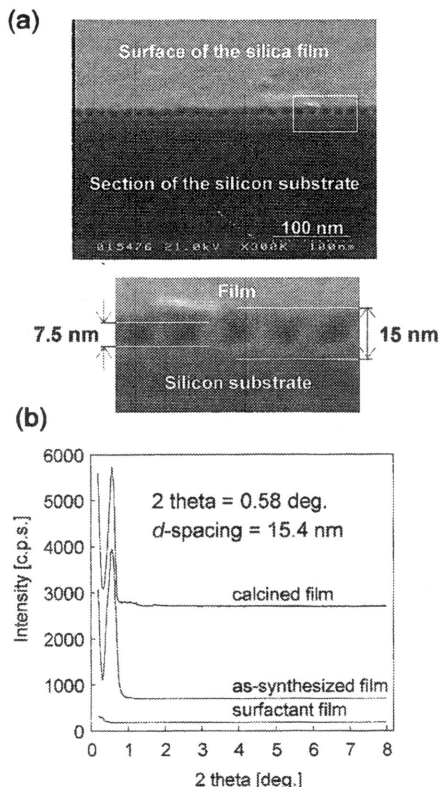 (a)
Surface of the silica film
Section of the silicon substrate
100 nm
015476 21.0kV X300K 100nm
Film
7.5 nm
15 nm
Silicon substrate
(b)
6000
5000
4000
3000
2000
1000
0
Intensity [c.p.s.]
2 theta = 0.58 deg.
d-spacing = 15.4 nm
calcined film
as-synthesized film
surfactant film
0 1 2 3 4 5 6 7 8
2 theta [deg.]